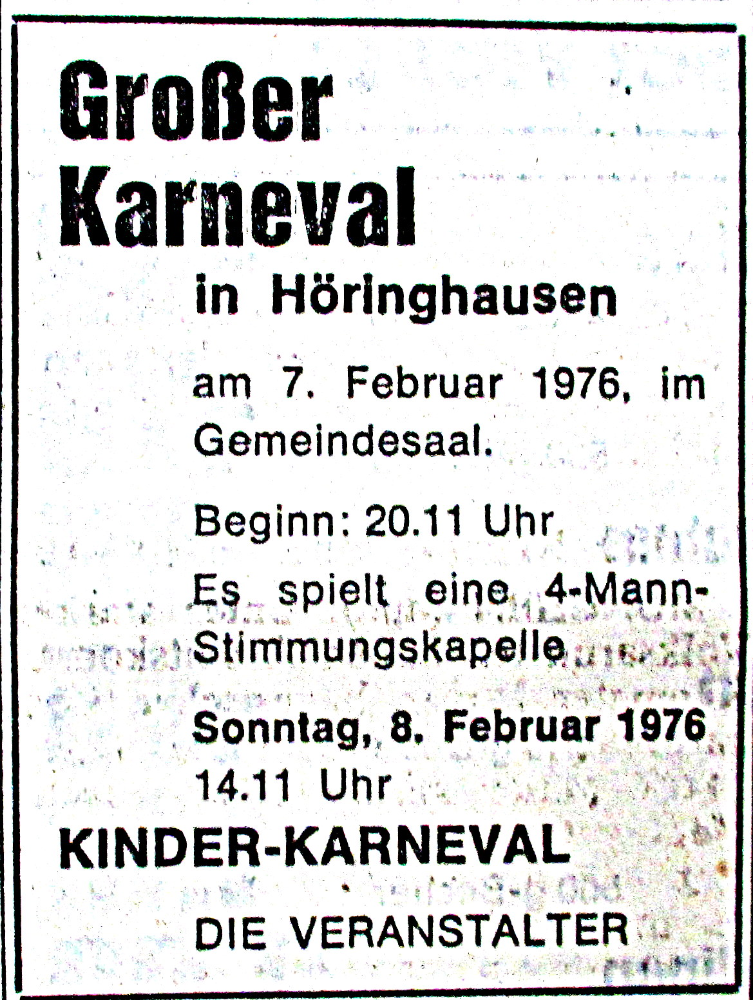 Großer
Karneval
in Höringhausen
am 7. Februar 1976, im
Gemeindesaal.
Beginn: 20.11 Uhr
Es spielt eine 4-Mann-
Stimmungskapelle
Sonntag, 8. Februar 1976
14.11 Uhr
KINDER-KARNEVAL
DIE VERANSTALTER